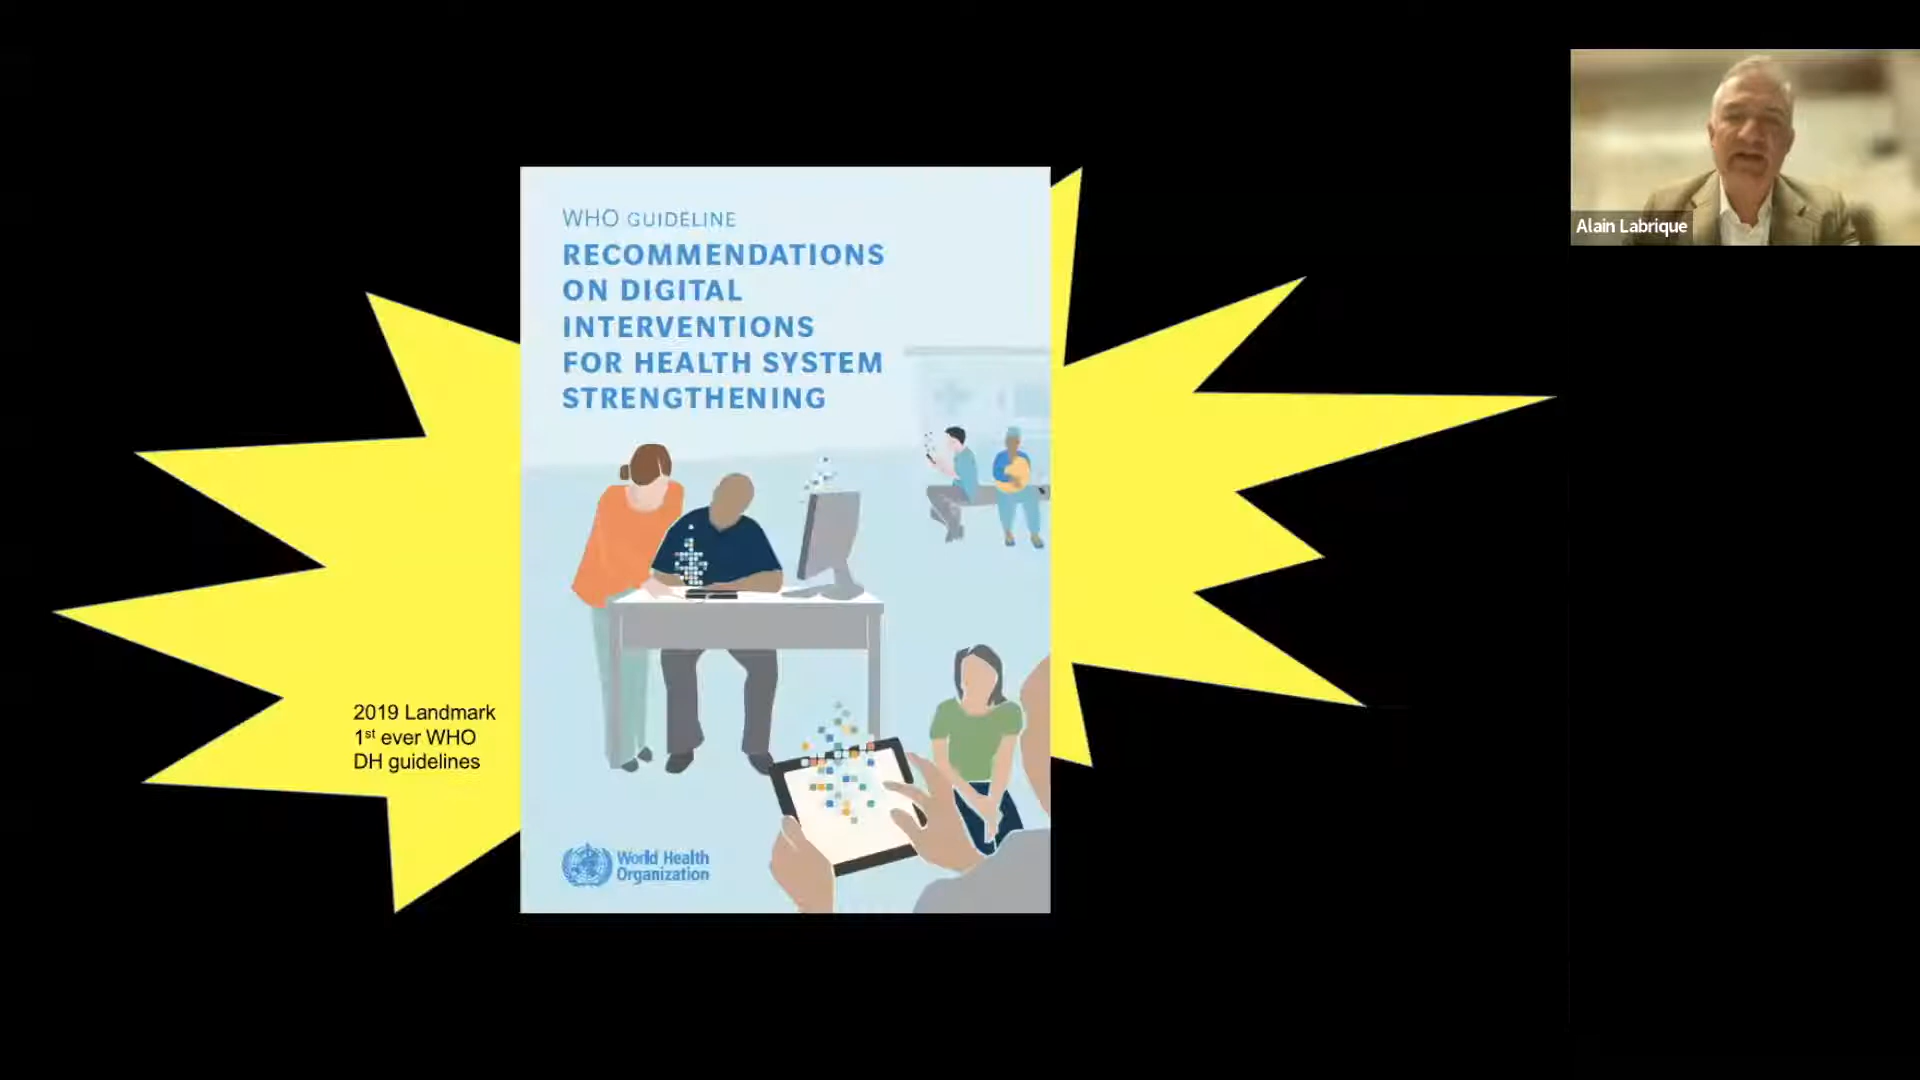 WHO GUIDELINE
RECOMMENDATIONS
ON DIGITAL
INTERVENTIONS
FOR HEALTH SYSTEM
STRENGTHENING
2019 Landmark
1st ever WHO
DH guidelines
World Health
Organization
Alain Labrique